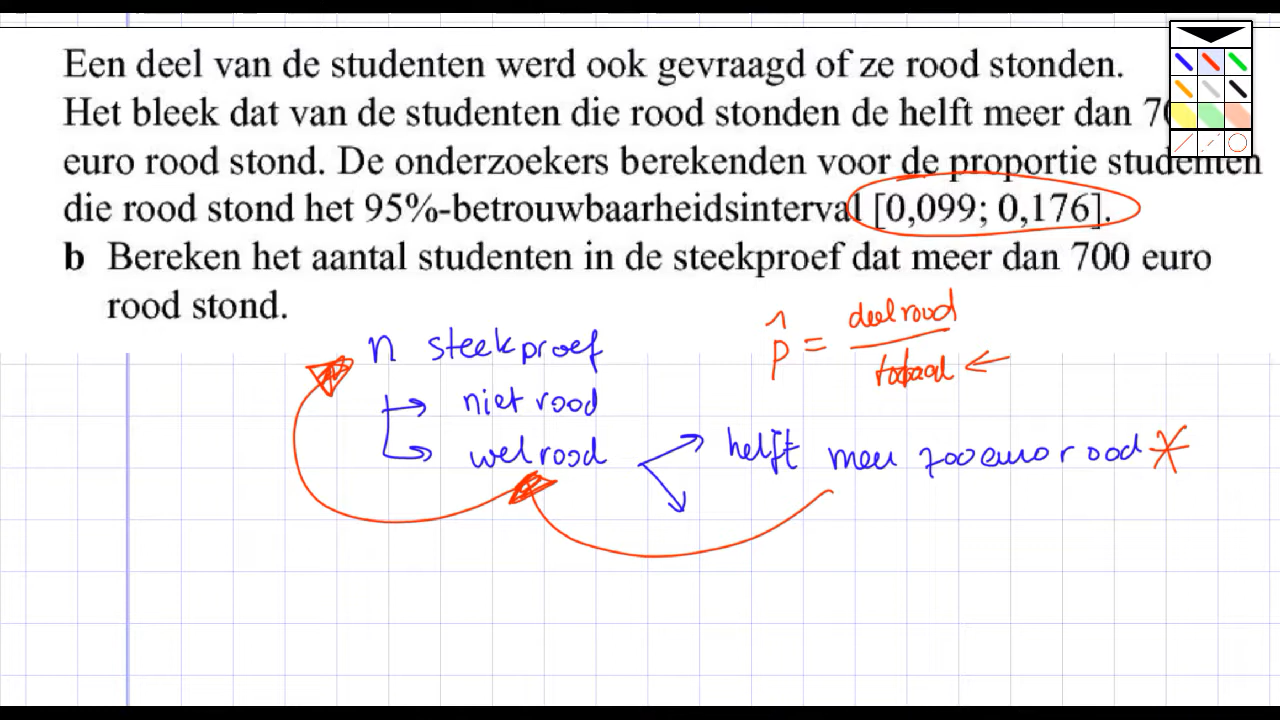 Een deel van de studenten werd ook gevraagd of ze rood stonden.
Het bleek dat van de studenten die rood stonden de helft meer dan
euro rood stond. De onderzoekers berekenden voor de proportie studenten
die rood stond het 95%-betrouwbaarheidsinterval [0,099; 0,176].
b Bereken het aantal studenten in de steekproef dat meer dan 700 euro
rood stond.
n steekproef
p̂ = deel rood / totaal
niet rood
wel rood
helft meer 700 euro rood